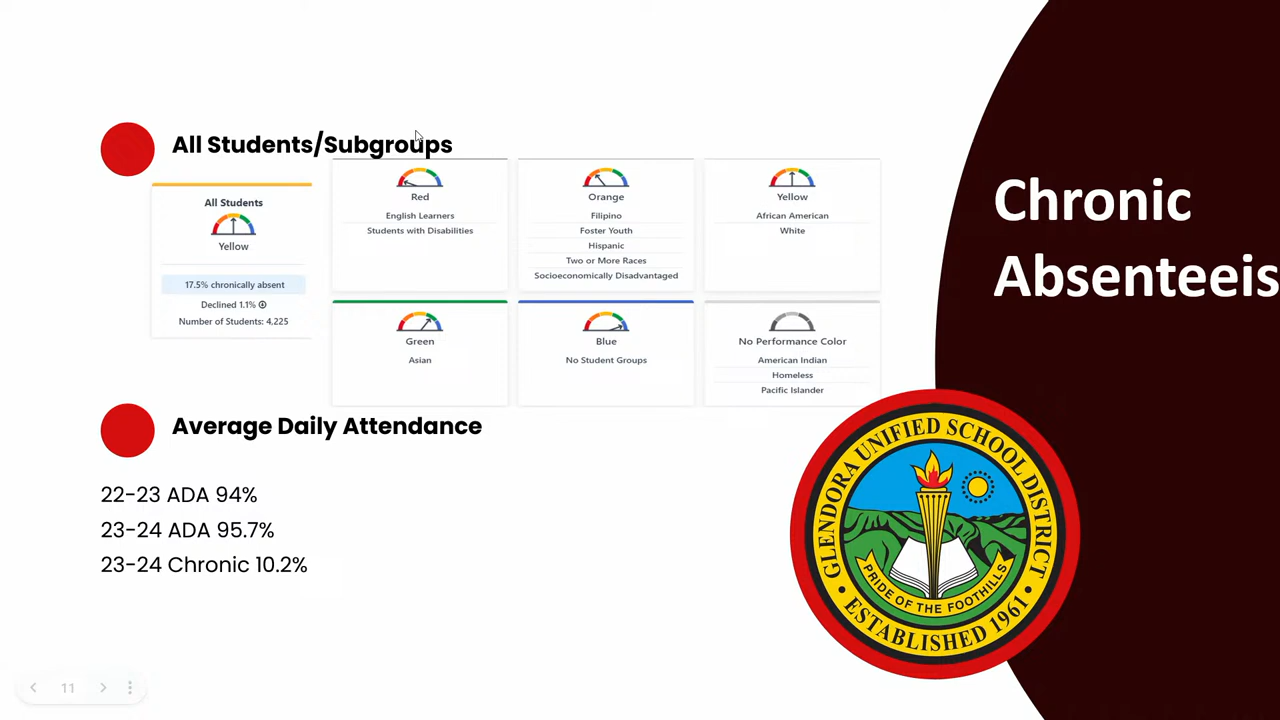 All Students/Subgroups
All Students
Yellow
17.5% chronically absent
Declined 1.1%
Number of Students: 4,225
Red
English Learners
Students with Disabilities
Orange
Filipino
Foster Youth
Hispanic
Two or More Races
Socioeconomically Disadvantaged
Yellow
African American
White
Green
Asian
Blue
No Student Groups
No Performance Color
American Indian
Homeless
Pacific Islander
Chronic
Absenteeis
Average Daily Attendance
22-23 ADA 94%
23-24 ADA 95.7%
23-24 Chronic 10.2%
GLENDORA UNIFIED SCHOOL DISTRICT
PRIDE OF THE FOOTHILLS
• ESTABLISHED 1961 •
11